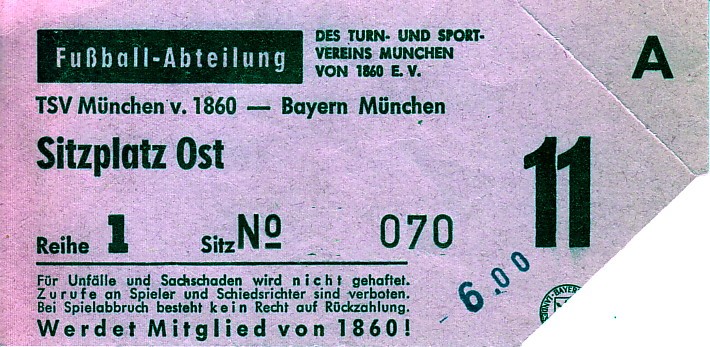 Fußball-Abteilung
DES TURN- UND SPORT-
VEREINS MUNCHEN
VON 1860 E. V.
A
TSV München v. 1860 — Bayern München
Sitzplatz Ost
11
Reihe 1 Sitz No 070
6.00
Für Unfälle und Sachschaden wird nicht gehaftet.
Zurufe an Spieler und Schiedsrichter sind verboten.
Bei Spielabbruch besteht kein Recht auf Rückzahlung.
Werdet Mitglied von 1860!